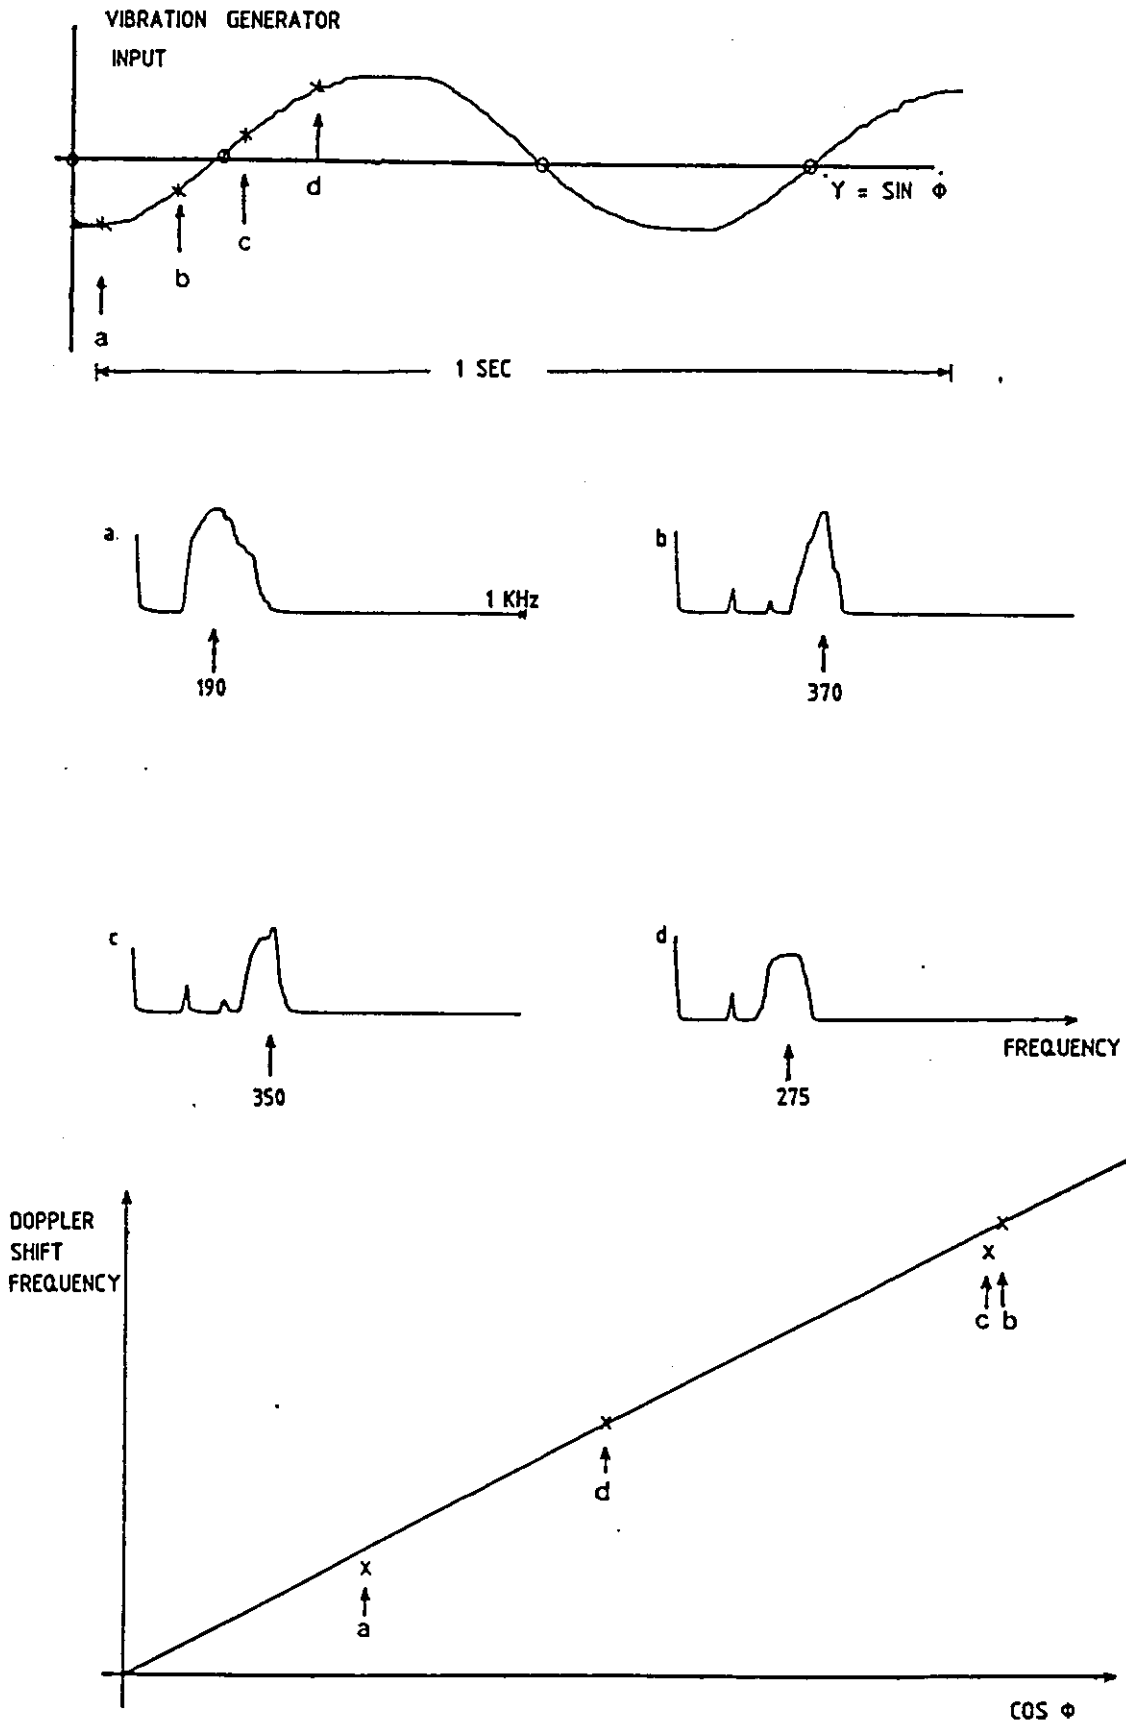 VIBRATION GENERATOR
INPUT
d
Y = SIN Φ
c
b
a
1 SEC
a.
1 KHz
190
b
370
c
350
d
FREQUENCY
275
DOPPLER
SHIFT
FREQUENCY
c b
d
a
COS Φ